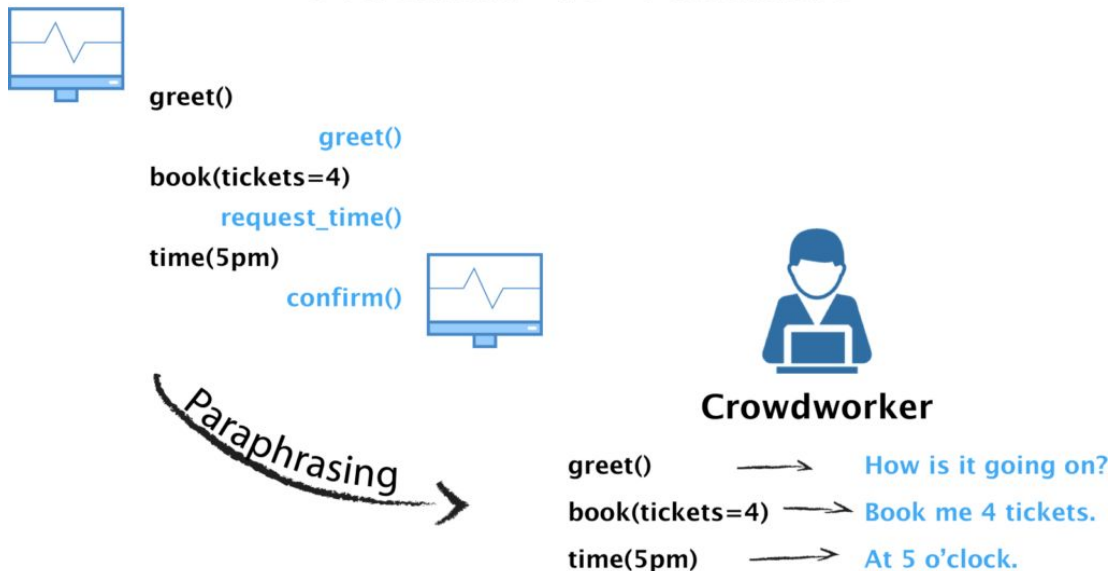 greet()
greet()
book(tickets=4)
request_time()
time(5pm)
confirm()
Paraphrasing
Crowdworker
greet() How is it going on?
book(tickets=4) Book me 4 tickets.
time(5pm) At 5 o’clock.